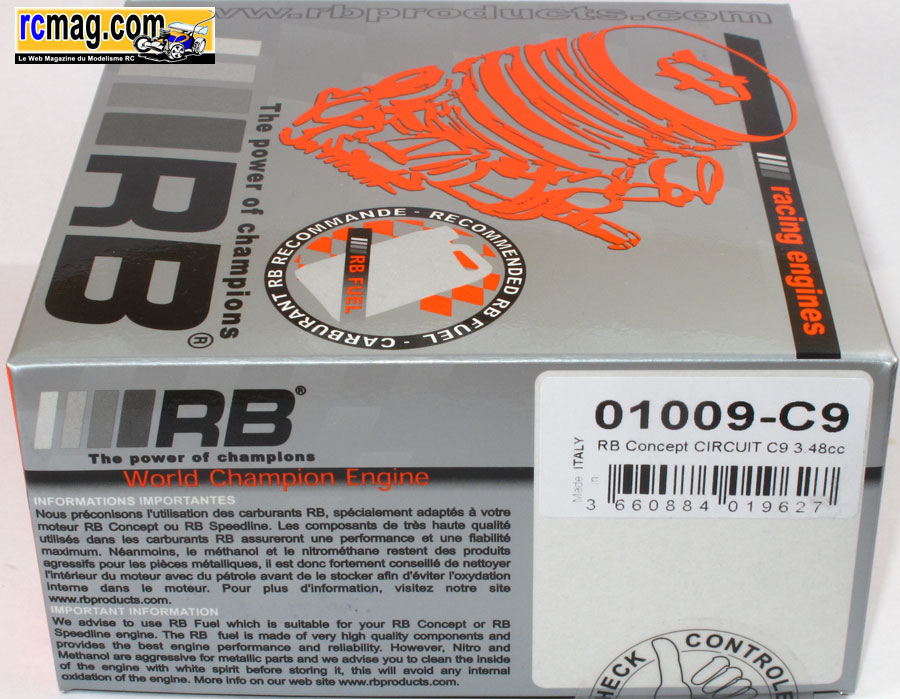 rcmag.com
Le Web Magazine du Modelisme RC
www.rbproducts.com
RB®
The power of champions
racing engines
CARBURANT RB RECOMMANDE - RECOMMENDED RB FUEL -
RB FUEL
RB®
The power of champions
World Champion Engine
INFORMATIONS IMPORTANTES
Nous préconisons l'utilisation des carburants RB, spécialement adaptés à votre
moteur RB Concept ou RB Speedline. Les composants de très haute qualité
utilisés dans les carburants RB assureront une performance et une fiabilité
maximum. Néanmoins, le méthanol et le nitrométhane restent des produits
agressifs pour les pièces métalliques, il est donc fortement conseillé de nettoyer
l'intérieur du moteur avec du pétrole avant de le stocker afin d'éviter l'oxydation
interne dans le moteur. Pour plus d'information, visitez notre site
www.rbproducts.com.
IMPORTANT INFORMATION
We advise to use RB Fuel which is suitable for your RB Concept or RB
Speedline engine. The RB fuel is made of very high quality components and
provides the best engine performance and reliability. However, Nitro and
Methanol are aggressive for metallic parts and we advise you to clean the inside
of the engine with white spirit before storing it, this will avoid any internal
oxidation of the engine. More info on our web site www.rbproducts.com
01009-C9
RB Concept CIRCUIT C9 3.48cc
Made in ITALY
3 660884 019627
CHECK CONTROL